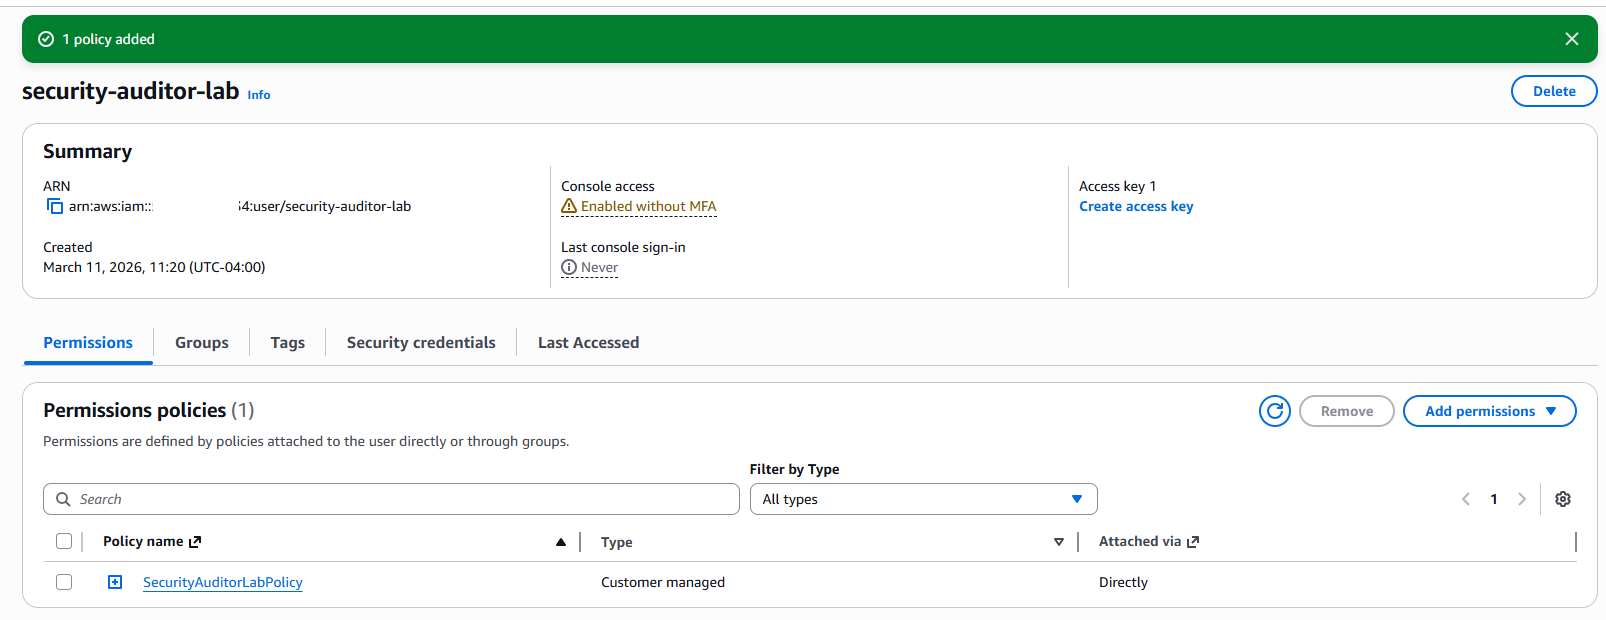 1 policy added
security-auditor-lab Info
Delete
Summary
ARN
arn:aws:iam:: 54:user/security-auditor-lab
Created
March 11, 2026, 11:20 (UTC-04:00)
Console access
Enabled without MFA
Last console sign-in
Never
Access key 1
Create access key
Permissions Groups Tags Security credentials Last Accessed
Permissions policies (1)
Remove Add permissions
Permissions are defined by policies attached to the user directly or through groups.
Filter by Type
Search All types 1
Policy name Type Attached via
SecurityAuditorLabPolicy Customer managed Directly